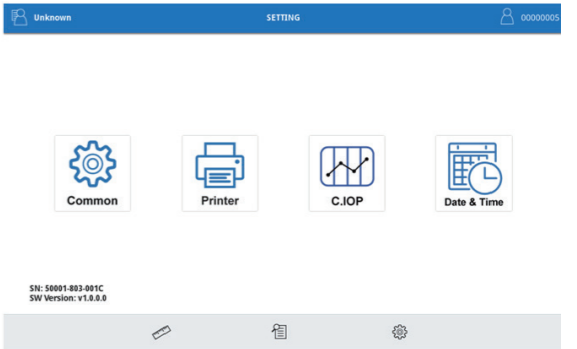 Unknown SETTING 00000005
Common Printer C.IOP Date & Time
SN: 50001-803-001C
SW Version: v1.0.0.0